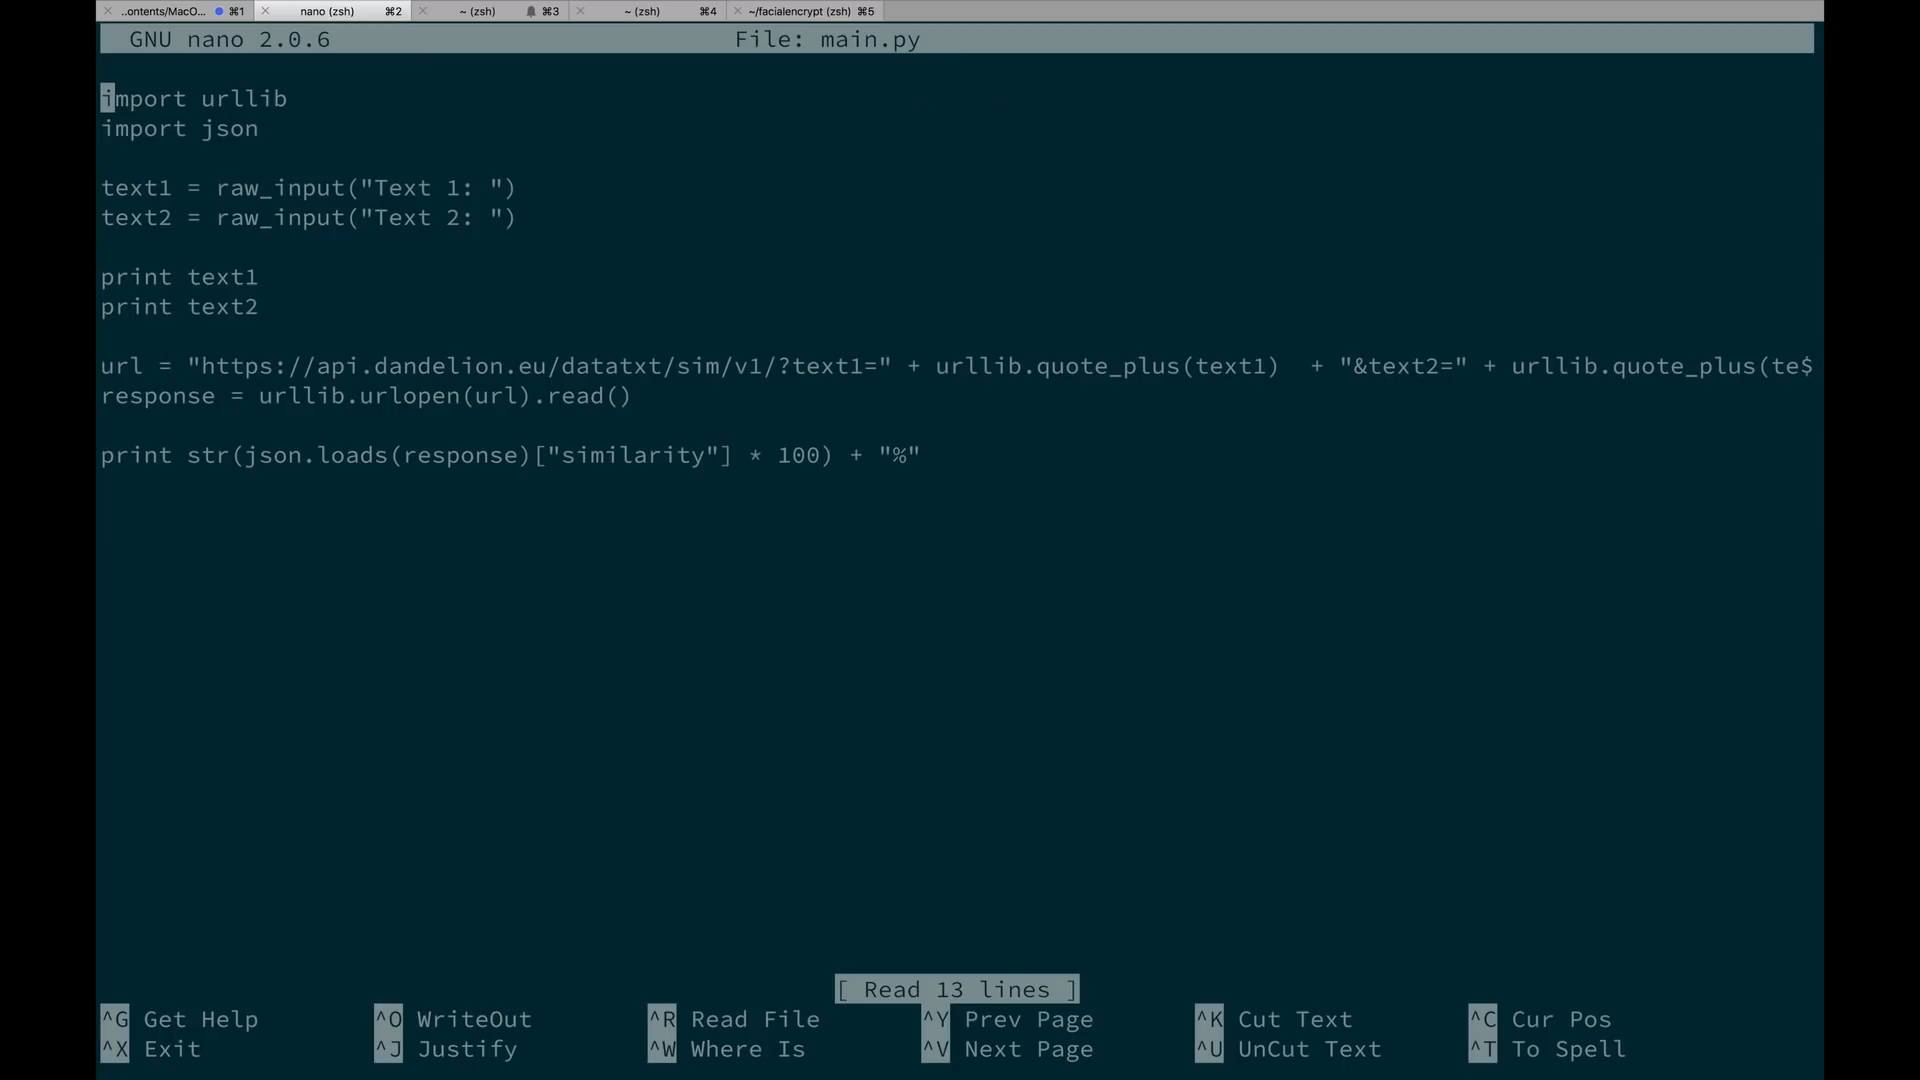 ..ontents/MacO... ⌘1 nano (zsh) ⌘2 ~ (zsh) ⌘3 ~ (zsh) ⌘4 ~/facialencrypt (zsh) ⌘5
GNU nano 2.0.6 File: main.py
import urllib
import json
text1 = raw_input("Text 1: ")
text2 = raw_input("Text 2: ")
print text1
print text2
url = "https://api.dandelion.eu/datatxt/sim/v1/?text1=" + urllib.quote_plus(text1)  + "&text2=" + urllib.quote_plus(te$
response = urllib.urlopen(url).read()
print str(json.loads(response)["similarity"] * 100) + "%"
[ Read 13 lines ]
^G Get Help ^O WriteOut ^R Read File ^Y Prev Page ^K Cut Text ^C Cur Pos
^X Exit ^J Justify ^W Where Is ^V Next Page ^U UnCut Text ^T To Spell